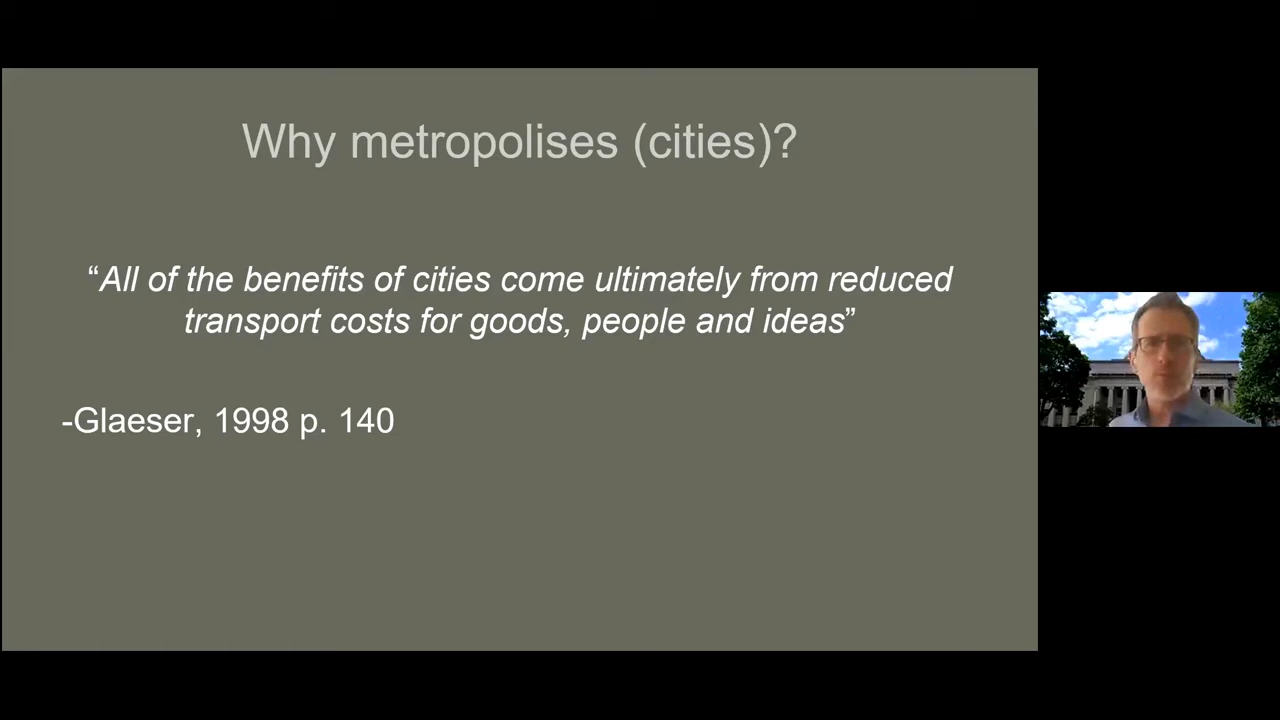 Why metropolises (cities)?
“All of the benefits of cities come ultimately from reduced
transport costs for goods, people and ideas”
-Glaeser, 1998 p. 140